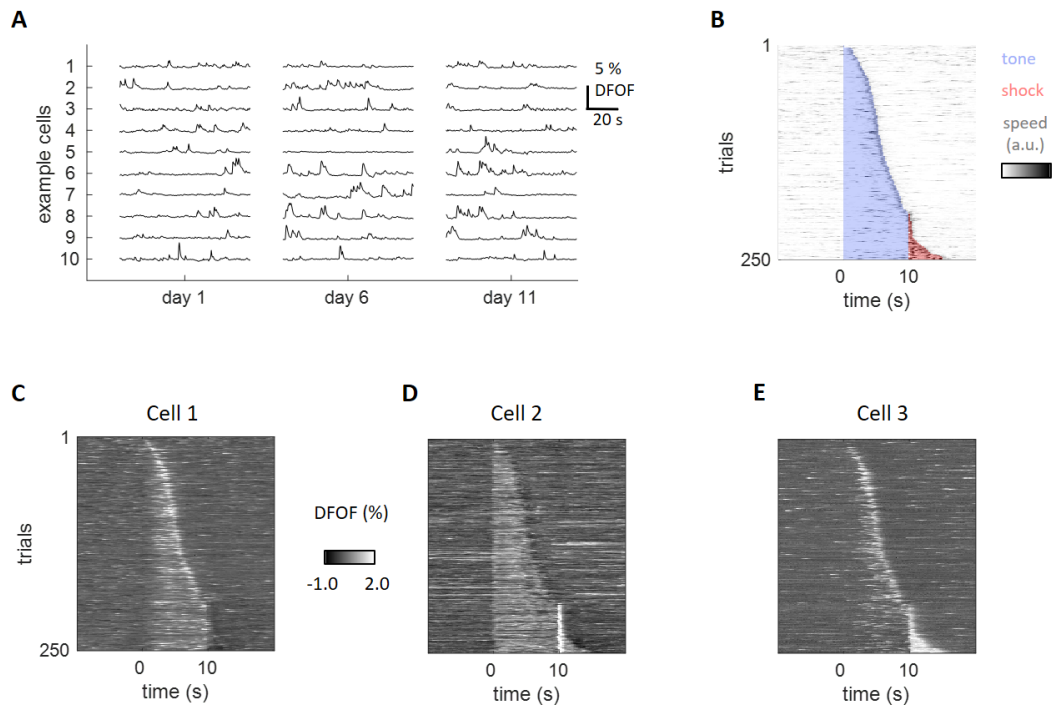 A
1
2
3
4
5
6
7
8
9
10
example cells
day 1
day 6
day 11
5 %
DFOF
20 s
B
1
trials
250
0
10
time (s)
tone
shock
speed
(a.u.)
C
Cell 1
1
trials
250
0
10
time (s)
DFOF (%)
-1.0
2.0
D
Cell 2
0
10
time (s)
E
Cell 3
0
10
time (s)